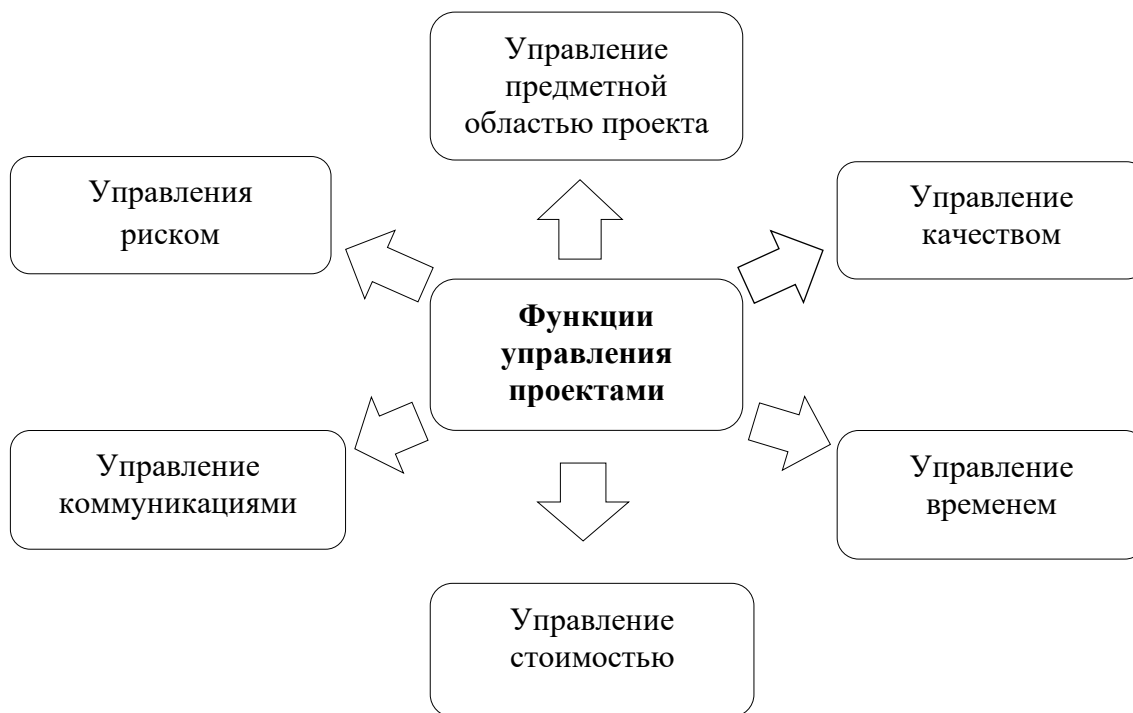 Управление
предметной
областью проекта
Управления
риском
Управление
качеством
Функции
управления
проектами
Управление
коммуникациями
Управление
временем
Управление
стоимостью